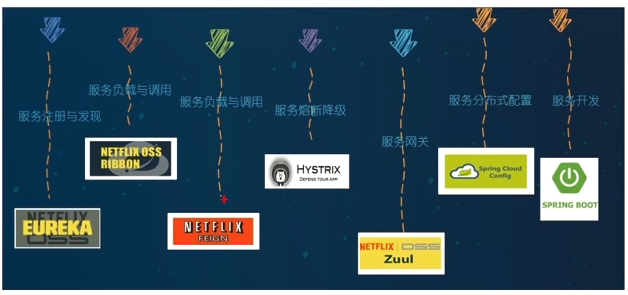 服务注册与发现
NETFLIX
EUREKA
OSS
服务负载与调用
NETFLIX OSS
RIBBON
服务负载与调用
NETFLIX
FEIGN
服务熔断降级
HYSTRIX
DEFEND YOUR APP
服务网关
NETFLIX OSS
Zuul
服务分布式配置
Spring Cloud
Config
服务开发
SPRING BOOT